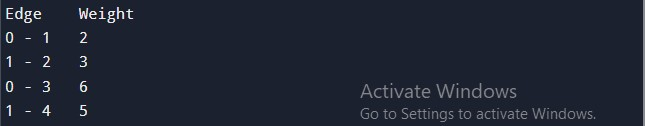 Edge    Weight
0 - 1   2
1 - 2   3
0 - 3   6
1 - 4   5
Activate Windows
Go to Settings to activate Windows.